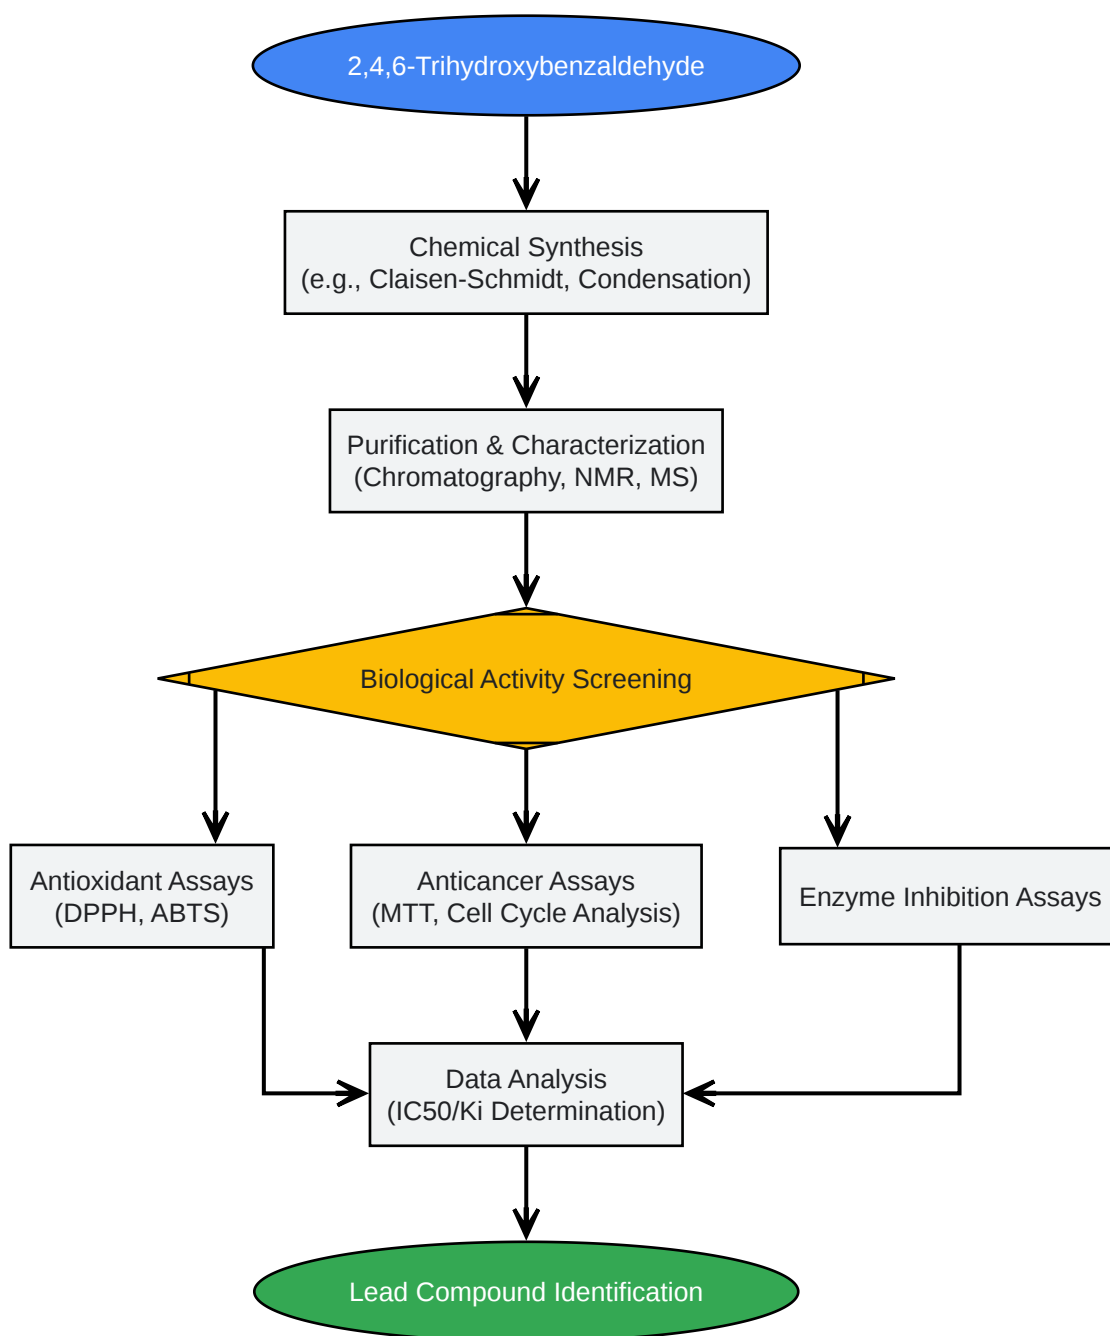 2,4,6-Trihydroxybenzaldehyde
Chemical Synthesis
(e.g., Claisen-Schmidt, Condensation)
Purification & Characterization
(Chromatography, NMR, MS)
Biological Activity Screening
Antioxidant Assays
(DPPH, ABTS)
Anticancer Assays
(MTT, Cell Cycle Analysis)
Enzyme Inhibition Assays
Data Analysis
(IC50/Ki Determination)
Lead Compound Identification